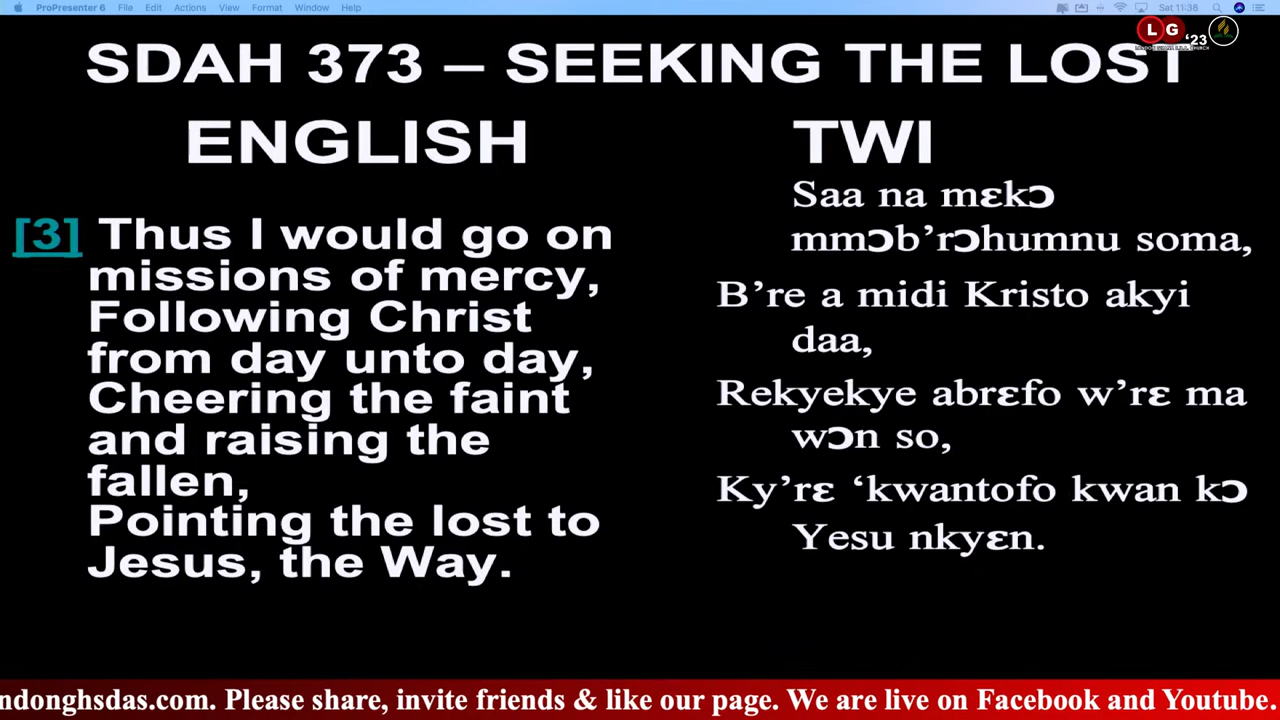 ProPresenter 6 File Edit Actions View Format Window Help Sat 11:38
L G '23
SDAH 373 – SEEKING THE LOST
ENGLISH
[3] Thus I would go on
missions of mercy,
Following Christ
from day unto day,
Cheering the faint
and raising the
fallen,
Pointing the lost to
Jesus, the Way.
TWI
Saa na mɛkɔ
mmɔb’rɔhumnu soma,
B’re a midi Kristo akyi
daa,
Rekyekye abrɛfo w’rɛ ma
wɔn so,
Ky’rɛ ‘kwantofo kwan kɔ
Yesu nkyɛn.
ndonghsdas.com. Please share, invite friends & like our page. We are live on Facebook and Youtube.